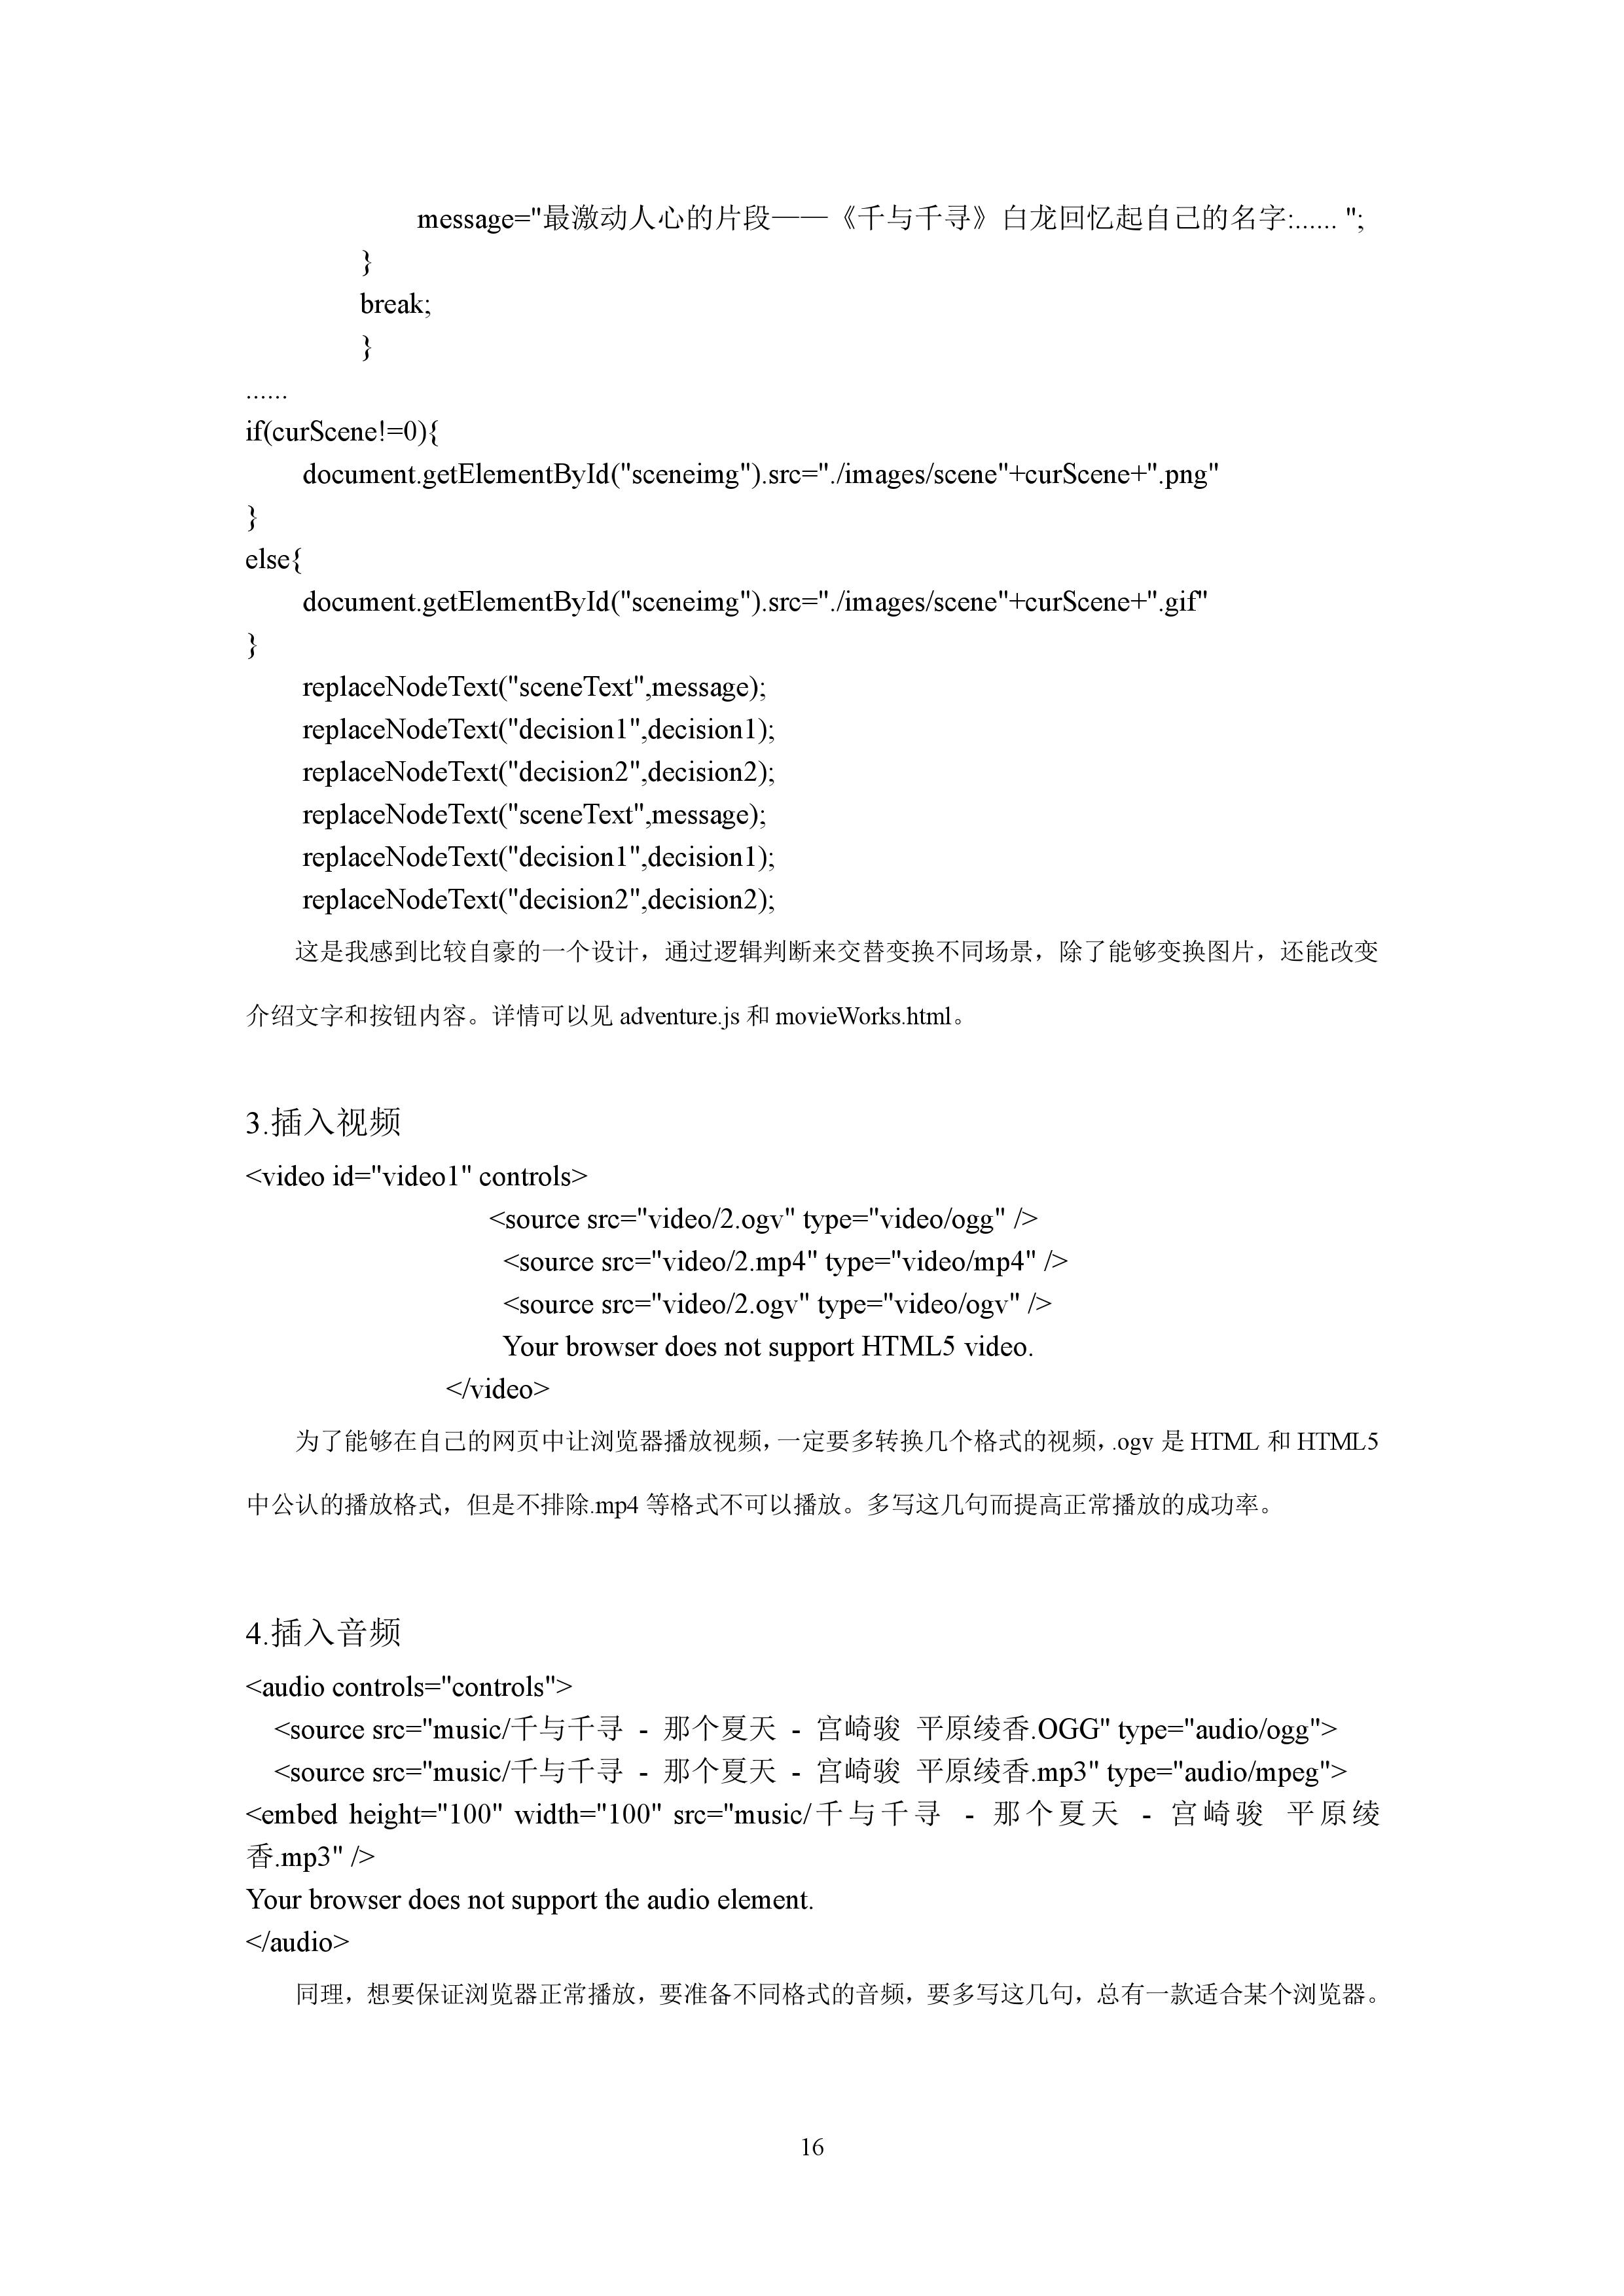 message="最激动人心的片段——《千与千寻》白龙回忆起自己的名字:....... ";
}
break;
}
......
if(curScene!=0){
document.getElementById("sceneimg").src="./images/scene"+curScene+".png"
}
else{
document.getElementById("sceneimg").src="./images/scene"+curScene+".gif"
}
replaceNodeText("sceneText",message);
replaceNodeText("decision1",decision1);
replaceNodeText("decision2",decision2);
replaceNodeText("sceneText",message);
replaceNodeText("decision1",decision1);
replaceNodeText("decision2",decision2);
这是我感到比较自豪的一个设计，通过逻辑判断来交替变换不同场景，除了能够变换图片，还能改变
介绍文字和按钮内容。详情可以见 adventure.js 和 movieWorks.html。
3.插入视频
<video id="video1" controls>
<source src="video/2.ogv" type="video/ogg" />
<source src="video/2.mp4" type="video/mp4" />
<source src="video/2.ogv" type="video/ogv" />
Your browser does not support HTML5 video.
</video>
为了能够在自己的网页中让浏览器播放视频，一定要多转换几个格式的视频，.ogv 是 HTML 和 HTML5
中公认的播放格式，但是不排除.mp4 等格式不可以播放。多写这几句而提高正常播放的成功率。
4.插入音频
<audio controls="controls">
<source src="music/千与千寻 - 那个夏天 - 宫崎骏 平原绫香.OGG" type="audio/ogg">
<source src="music/千与千寻 - 那个夏天 - 宫崎骏 平原绫香.mp3" type="audio/mpeg">
<embed height="100" width="100" src="music/千与千寻 - 那个夏天 - 宫崎骏 平原绫
香.mp3" />
Your browser does not support the audio element.
</audio>
同理，想要保证浏览器正常播放，要准备不同格式的音频，要多写这几句，总有一款适合某个浏览器。
16